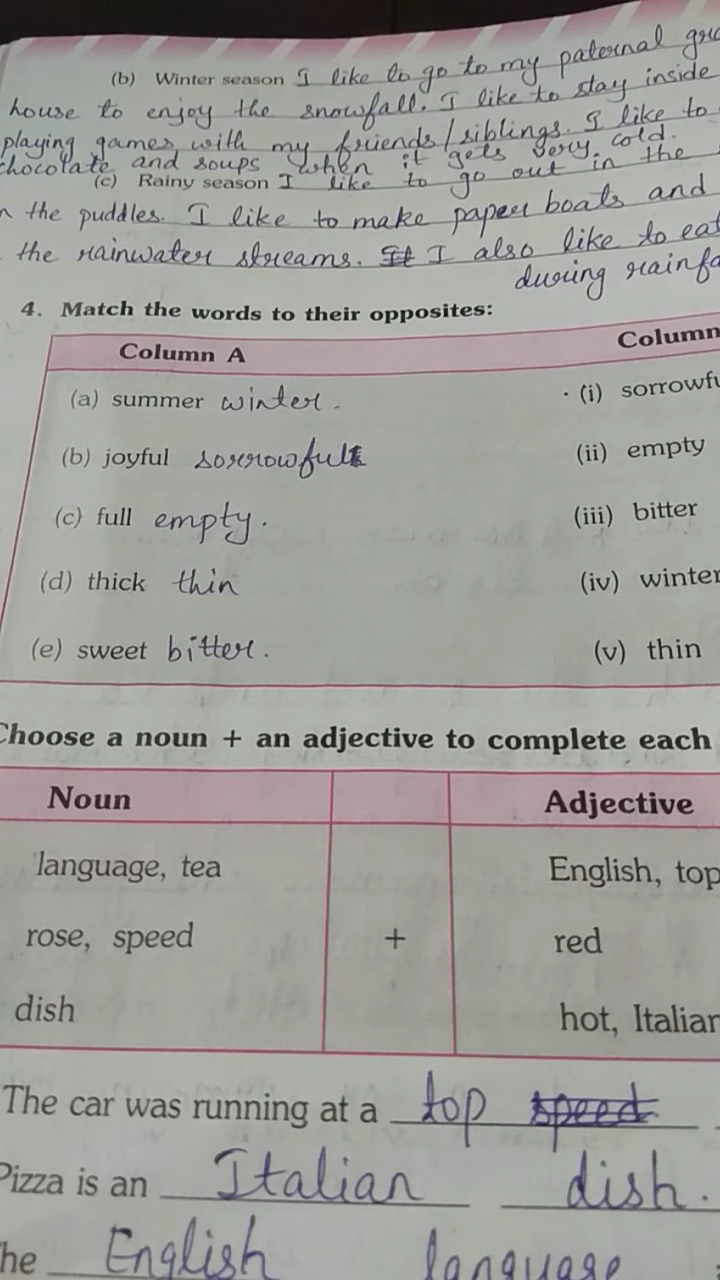 (b) Winter season I like to go to my paternal
house to enjoy the snowfall. I like to stay inside
playing games with my friends/siblings. I like to
chocolate and soups when it gets very cold.
(c) Rainy season I like to go out in the
the puddles. I like to make paper boats and
the rainwater streams. It I also like to eat
during
4. Match the words to their opposites:
Column A Column
(a) summer winter. (i)
(b) joyful sorrowful (ii) empty
(c) full empty. (iii) bitter
(d) thick thin (iv) winter
(e) sweet bitter. (v) thin
Choose a noun + an adjective to complete each
Noun Adjective
language, tea English, top
rose, speed + red
dish hot, Italian
The car was running at a top speed
Pizza is an Italian dish.
English language